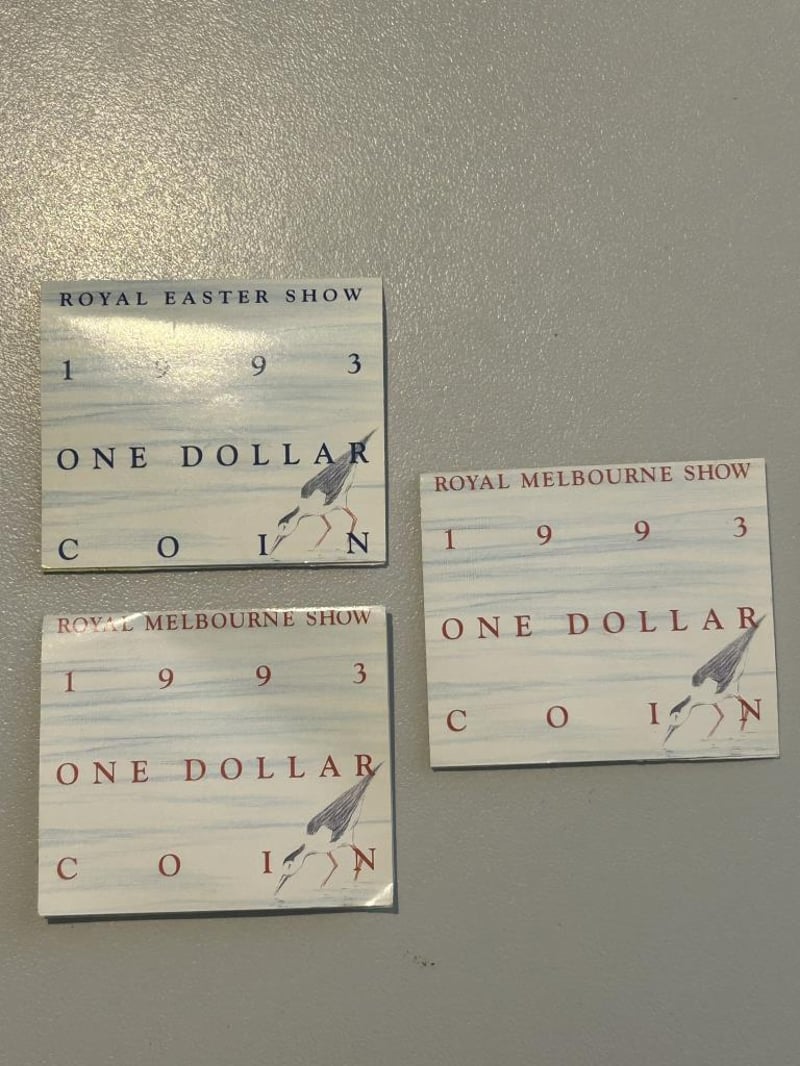 ROYAL EASTER SHOW
1 9 9 3
ONE DOLLAR
C O I N
ROYAL MELBOURNE SHOW
1 9 9 3
ONE DOLLAR
C O I N
ROYAL MELBOURNE SHOW
1 9 9 3
ONE DOLLAR
C O I N